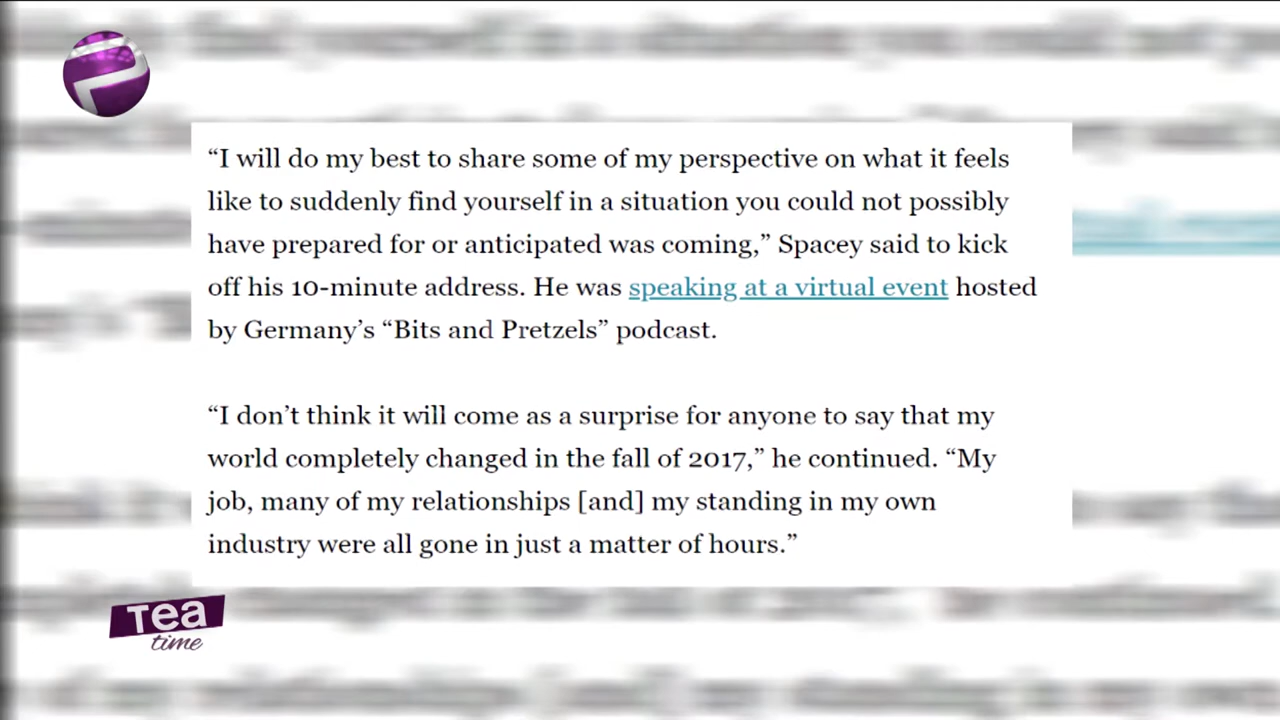 “I will do my best to share some of my perspective on what it feels
like to suddenly find yourself in a situation you could not possibly
have prepared for or anticipated was coming,” Spacey said to kick
off his 10-minute address. He was speaking at a virtual event hosted
by Germany’s “Bits and Pretzels” podcast.
“I don’t think it will come as a surprise for anyone to say that my
world completely changed in the fall of 2017,” he continued. “My
job, many of my relationships [and] my standing in my own
industry were all gone in just a matter of hours.”
Tea
time